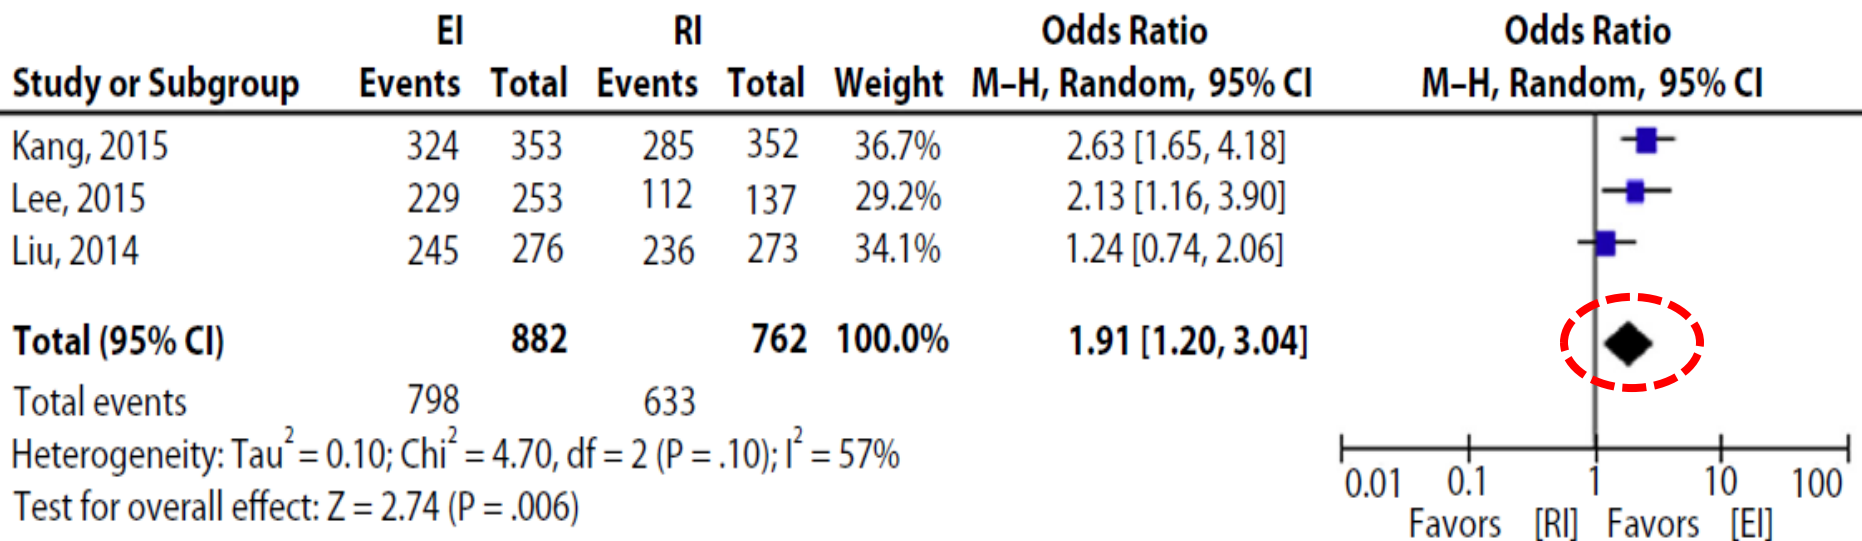 EI RI Odds Ratio Odds Ratio
Study or Subgroup Events Total Events Total Weight M–H, Random, 95% CI M–H, Random, 95% CI
Kang, 2015 324 353 285 352 36.7% 2.63 [1.65, 4.18]
Lee, 2015 229 253 112 137 29.2% 2.13 [1.16, 3.90]
Liu, 2014 245 276 236 273 34.1% 1.24 [0.74, 2.06]
Total (95% CI) 882 762 100.0% 1.91 [1.20, 3.04]
Total events 798 633
Heterogeneity: Tau² = 0.10; Chi² = 4.70, df = 2 (P = .10); I² = 57%
Test for overall effect: Z = 2.74 (P = .006)
0.01 0.1 1 10 100
Favors [RI] Favors [EI]